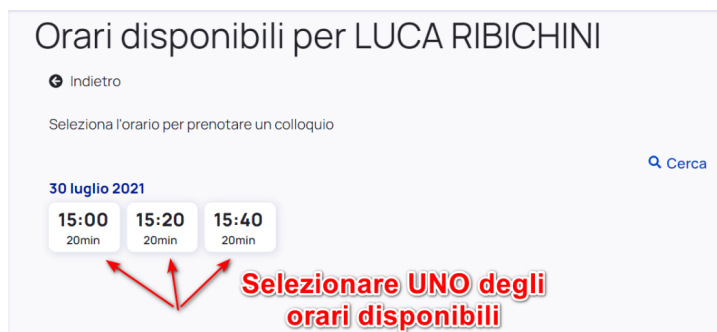 Orari disponibili per LUCA RIBICHINI
Indietro
Seleziona l'orario per prenotare un colloquio
Cerca
30 luglio 2021
15:00 15:20 15:40
20min 20min 20min
Selezionare UNO degli
orari disponibili